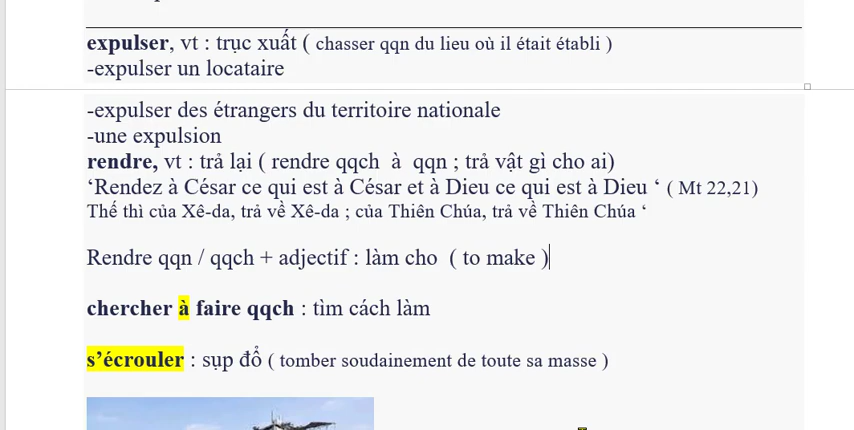 expulser, vt : trục xuất ( chasser qqn du lieu où il était établi )
-expulser un locataire
-expulser des étrangers du territoire nationale
-une expulsion
rendre, vt : trả lại ( rendre qqch à qqn ; trả vật gì cho ai)
‘Rendez à César ce qui est à César et à Dieu ce qui est à Dieu ‘ ( Mt 22,21)
Thế thì của Xê-da, trả về Xê-da ; của Thiên Chúa, trả về Thiên Chúa ‘
Rendre qqn / qqch + adjectif : làm cho ( to make )
chercher à faire qqch : tìm cách làm
s’écrouler : sụp đổ ( tomber soudainement de toute sa masse )